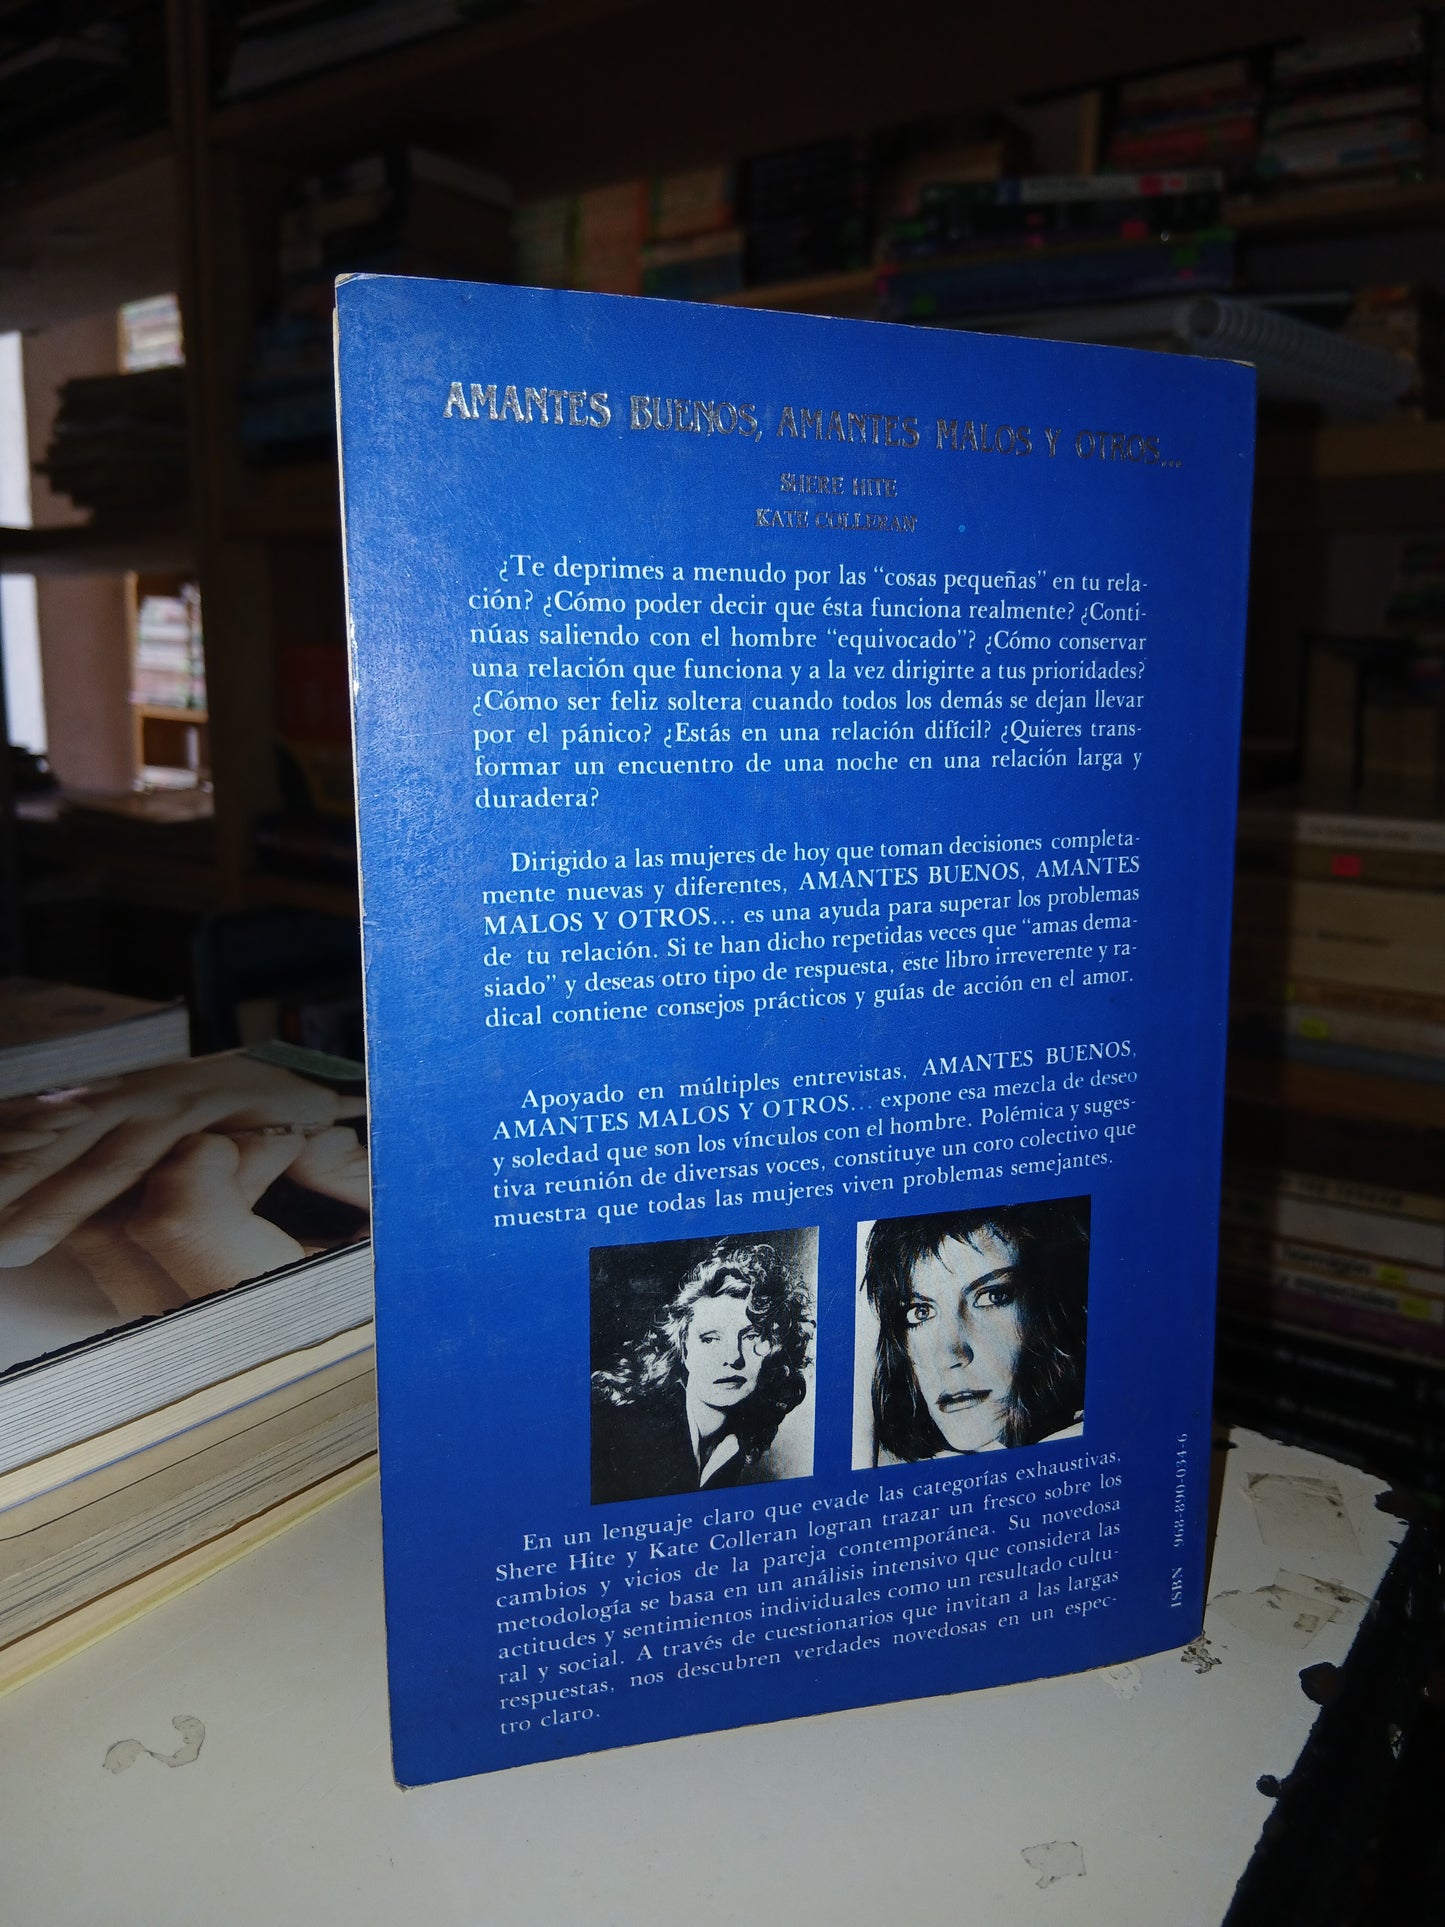 AMANTES BUENOS, AMANTES MALOS Y OTROS...
SHERE HITE
KATE COLLERAN
¿Te deprimes a menudo por las “cosas pequeñas” en tu rela-
ción? ¿Cómo poder decir que ésta funciona realmente? ¿Conti-
núas saliendo con el hombre “equivocado”? ¿Cómo conservar
una relación que funciona y a la vez dirigirte a tus prioridades?
¿Cómo ser feliz soltera cuando todos los demás se dejan llevar
por el pánico? ¿Estás en una relación difícil? ¿Quieres trans-
formar un encuentro de una noche en una relación larga y
duradera?
Dirigido a las mujeres de hoy que toman decisiones completa-
mente nuevas y diferentes, AMANTES BUENOS, AMANTES
MALOS Y OTROS... es una ayuda para superar los problemas
de tu relación. Si te han dicho repetidas veces que “amas dema-
siado” y deseas otro tipo de respuesta, este libro irreverente y ra-
dical contiene consejos prácticos y guías de acción en el amor.
Apoyado en múltiples entrevistas, AMANTES BUENOS,
AMANTES MALOS Y OTROS... expone esa mezcla de deseo
y soledad que son los vínculos con el hombre. Polémica y suges-
tiva reunión de diversas voces, constituye un coro colectivo que
muestra que todas las mujeres viven problemas semejantes.
En un lenguaje claro que evade las categorías exhaustivas,
Shere Hite y Kate Colleran logran trazar un fresco sobre los
cambios y vicios de la pareja contemporánea. Su novedosa
metodología se basa en un análisis intensivo que considera las
actitudes y sentimientos individuales como un resultado cultu-
ral y social. A través de cuestionarios que invitan a las largas
respuestas, nos descubren verdades novedosas en un espec-
tro claro.
ISBN 968-890-034-6